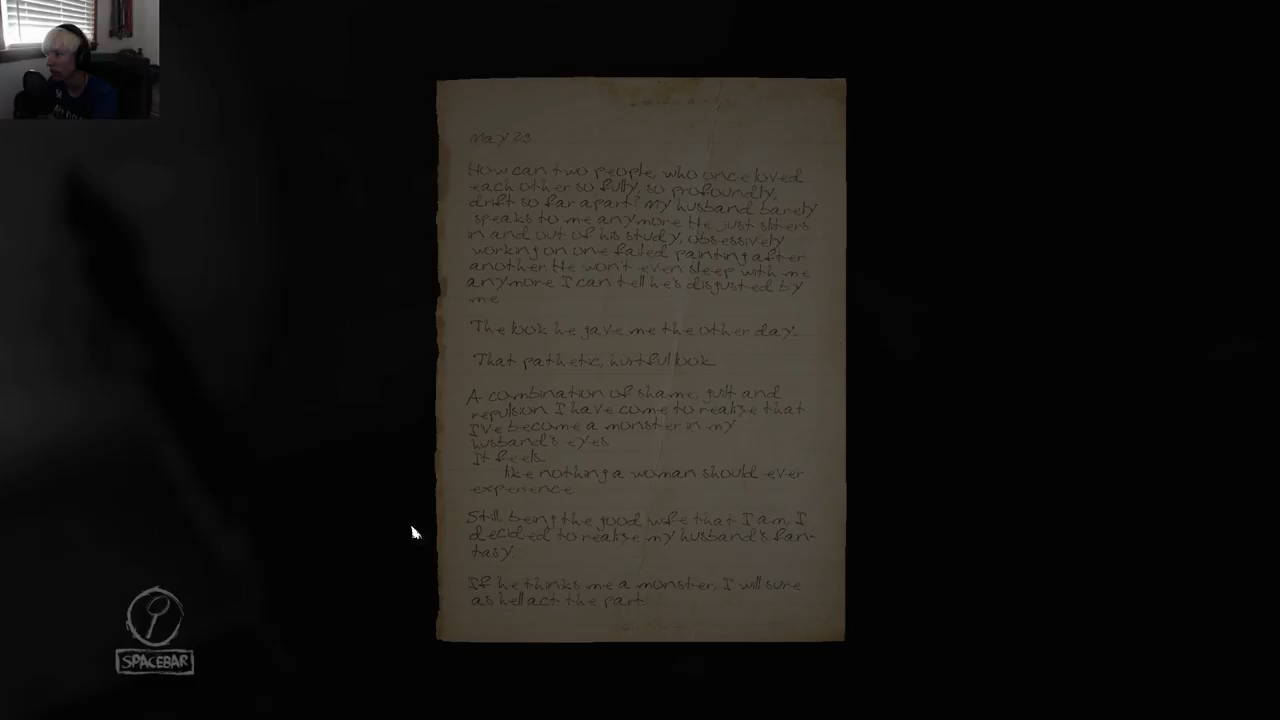 May 23
How can two people, who once loved
each other so fully, so profoundly,
drift so far apart? My husband barely
speaks to me anymore. He just slithers
in and out of his study, obsessively
working on one failed painting after
another. He won't even sleep with me
anymore. I can tell he's disgusted by
me.
The look he gave me the other day...
That pathetic, hurtful look.
A combination of shame, guilt and
repulsion. I have come to realise that
I've become a monster in my
husband's eyes.
It feels...
like nothing a woman should ever
experience.
Still, being the good wife that I am, I
decided to realise my husband's fan-
tasy.
If he thinks me a monster, I will sure
as hell act the part.
SPACEBAR